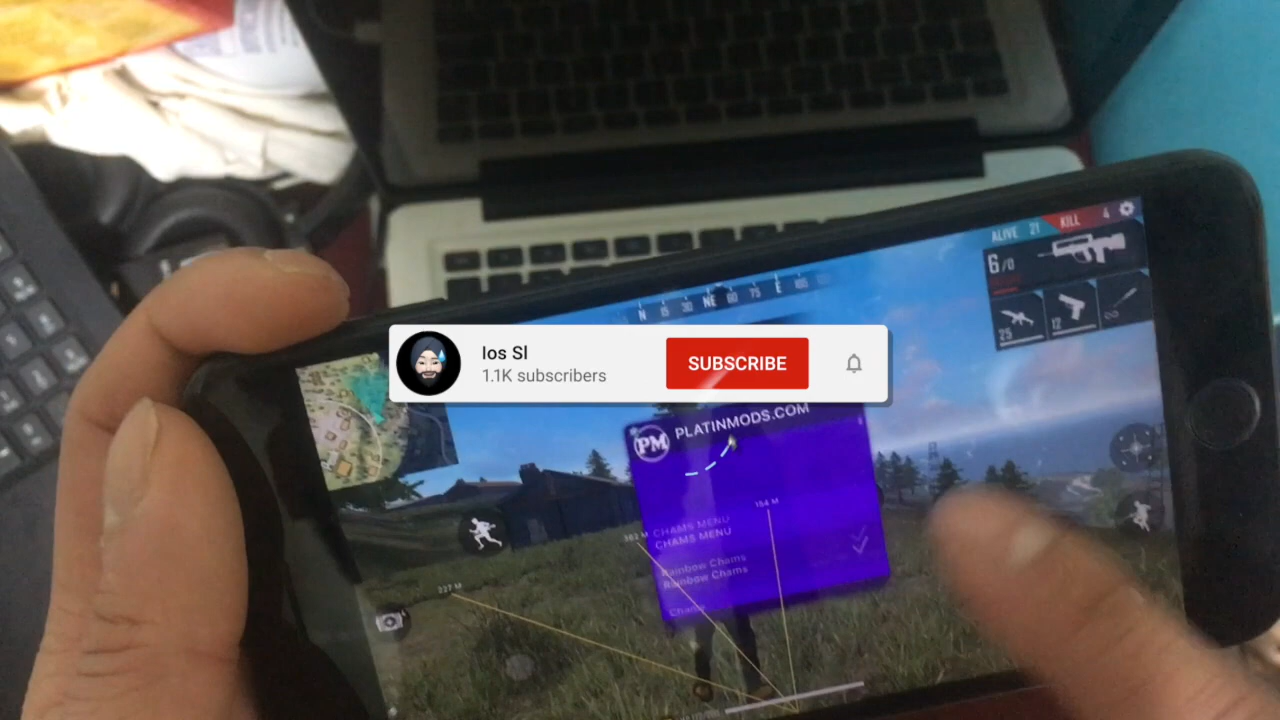 ALIVE 21 KILL 4
6/0
N 15 30 NE 60 75 E 105
25
12
Ios Sl
1.1K subscribers
SUBSCRIBE
PM
PLATINMODS.COM
154 M
CHAMS MENU
CHAMS MENU
Rainbow Chams
Rainbow Chams